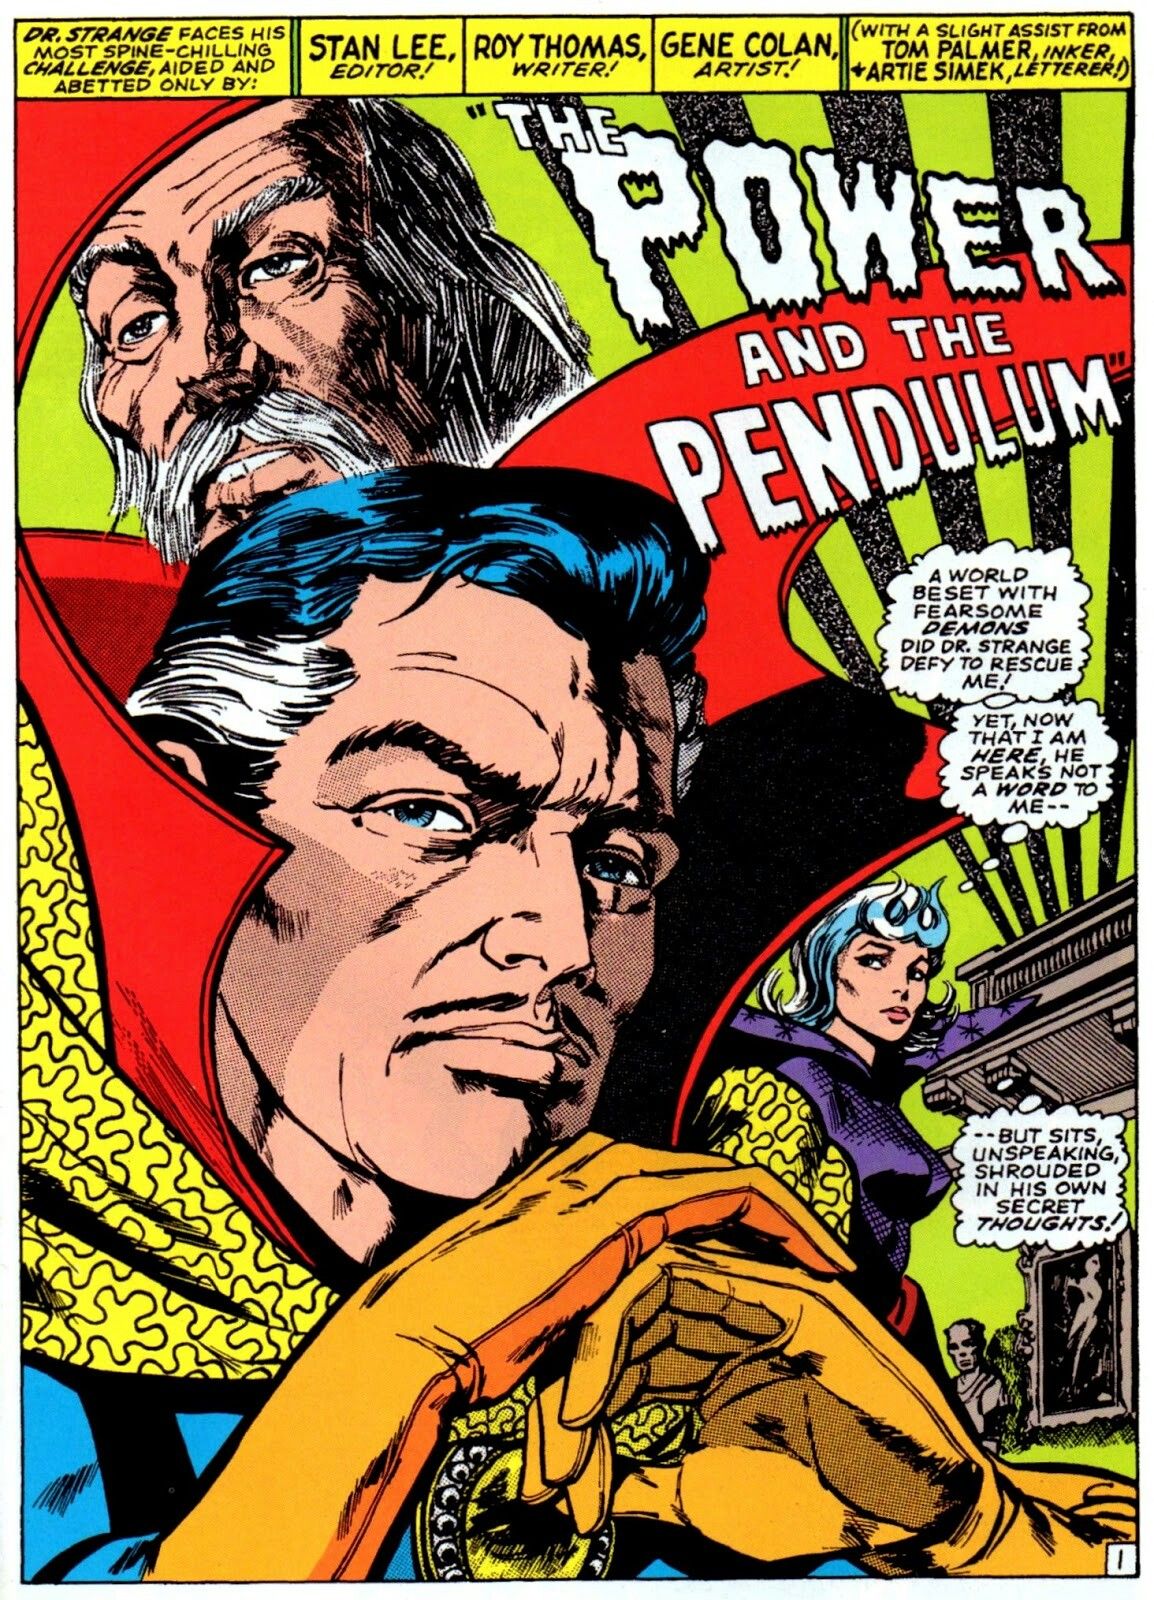 DR. STRANGE FACES HIS
MOST SPINE-CHILLING
CHALLENGE, AIDED AND
ABETTED ONLY BY:
STAN LEE,
EDITOR!
ROY THOMAS,
WRITER!
GENE COLAN,
ARTIST!
(WITH A SLIGHT ASSIST FROM
TOM PALMER, INKER,
+ ARTIE SIMEK, LETTERER!)
"THE
POWER
AND THE
PENDULUM"
A WORLD
BESET WITH
FEARSOME
DEMONS
DID DR. STRANGE
DEFY TO RESCUE
ME!
YET, NOW
THAT I AM
HERE, HE
SPEAKS NOT
A WORD TO
ME--
--BUT SITS,
UNSPEAKING,
SHROUDED
IN HIS OWN
SECRET
THOUGHTS!
1